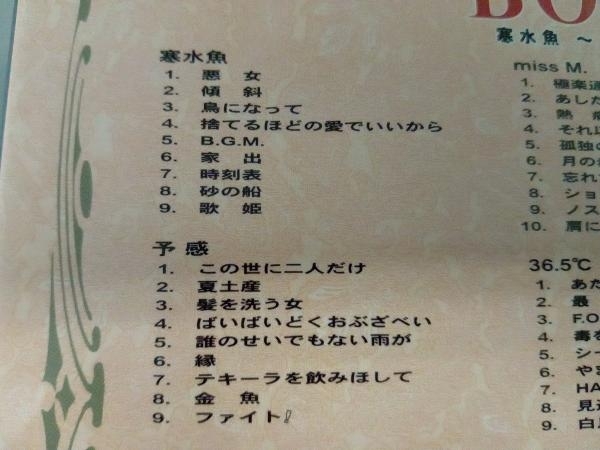 BO
寒水魚 ～
寒水魚
1. 悪 女
2. 傾 斜
3. 鳥になって
4. 捨てるほどの愛でいいから
5. B.G.M.
6. 家 出
7. 時刻表
8. 砂の船
9. 歌 姫
予 感
1. この世に二人だけ
2. 夏土産
3. 髪を洗う女
4. ばいばいどくおぶざべい
5. 誰のせいでもない雨が
6. 縁
7. テキーラを飲みほして
8. 金 魚
9. ファイト!
miss M.
1. 極楽通
2. あした
3. 熱 病
4. それ以
5. 孤独の
6. 月の
7. 忘れ
8. ショ
9. ノス
10. 肩に
36.5℃
1. あた
2. 最
3. F.O
4. 毒を
5. シー
6. やま
7. HA
8. 見返
9. 白